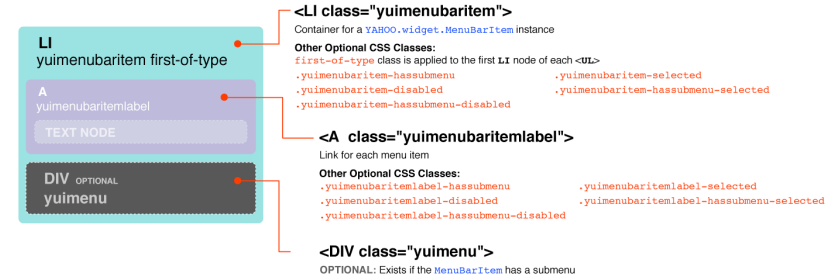 LI
yuimenubaritem first-of-type
A
yuimenubaritemlabel
TEXT NODE
DIV OPTIONAL
yuimenu
<LI class="yuimenubaritem">
Container for a YAHOO.widget.MenuBarItem instance
Other Optional CSS Classes:
first-of-type class is applied to the first LI node of each <UL>
.yuimenubaritem-hassubmenu .yuimenubaritem-selected
.yuimenubaritem-disabled .yuimenubaritem-hassubmenu-selected
.yuimenubaritem-hassubmenu-disabled
<A class="yuimenubaritemlabel">
Link for each menu item
Other Optional CSS Classes:
.yuimenubaritemlabel-hassubmenu .yuimenubaritemlabel-selected
.yuimenubaritemlabel-disabled .yuimenubaritemlabel-hassubmenu-selected
.yuimenubaritemlabel-hassubmenu-disabled
<DIV class="yuimenu">
OPTIONAL: Exists if the MenuBarItem has a submenu